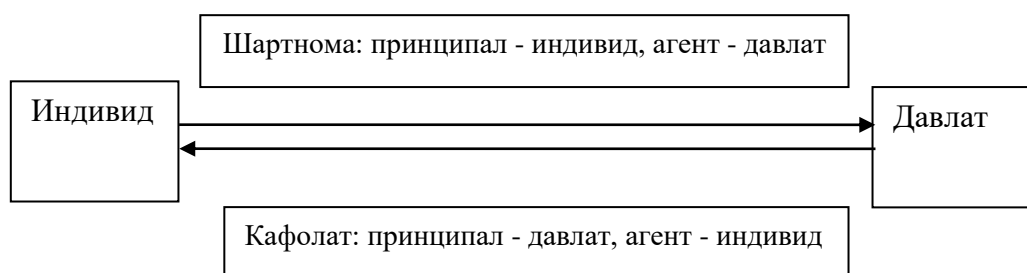 Шартнома: принципал - индивид, агент - давлат
Индивид
Давлат
Кафолат: принципал - давлат, агент - индивид